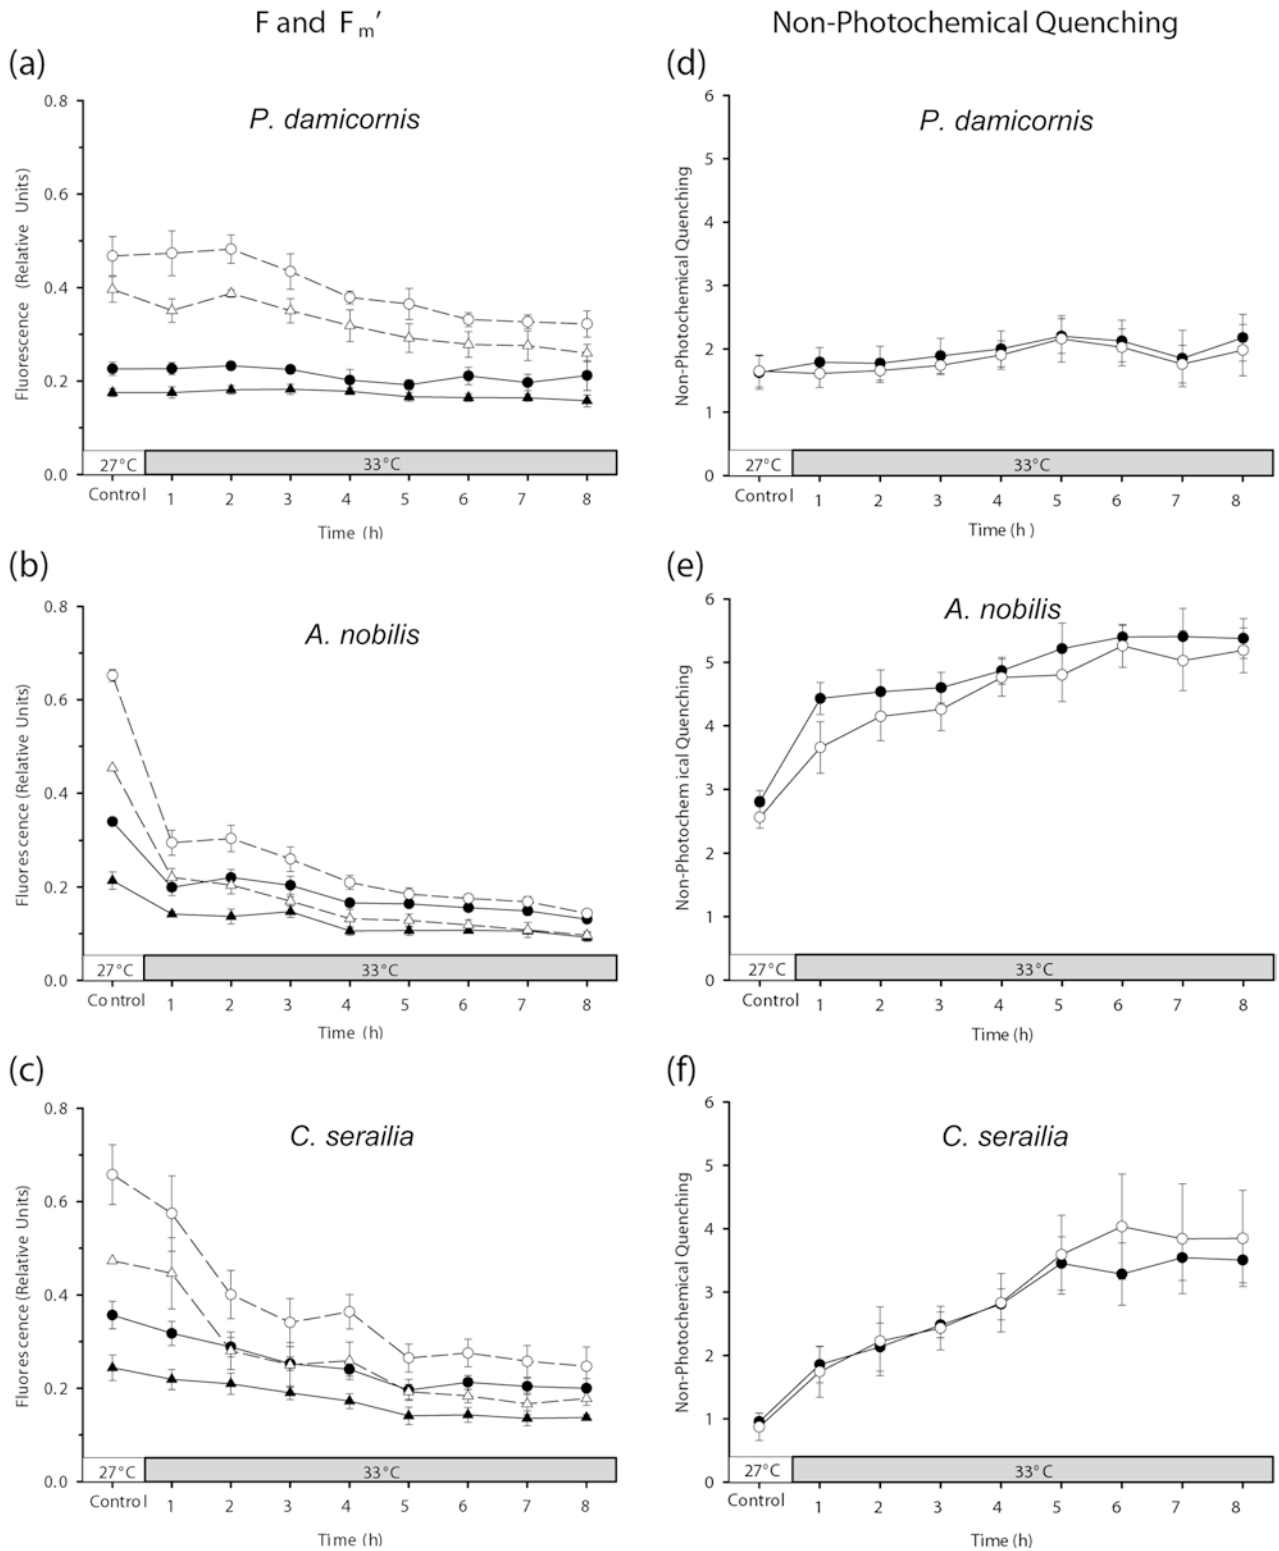 F and Fm′
Non-Photochemical Quenching
(a)
P. damicornis
Fluorescence (Relative Units)
0.8
0.6
0.4
0.2
0.0
27°C
33°C
Control 1 2 3 4 5 6 7 8
Time (h)
(d)
P. damicornis
Non-Photochemical Quenching
6
5
4
3
2
1
0
27°C
33°C
Control 1 2 3 4 5 6 7 8
Time (h )
(b)
A. nobilis
Fluores cence (Relative Units)
0.8
0.6
0.4
0.2
0.0
27°C
33°C
Control 1 2 3 4 5 6 7 8
Time (h)
(e)
A. nobilis
Non-Photochem ical Quenching
6
5
4
3
2
1
0
27°C
33°C
Control 1 2 3 4 5 6 7 8
Time (h)
(c)
C. serailia
Fluores cence (Relative Units)
0.8
0.6
0.4
0.2
0.0
27°C
33°C
Control 1 2 3 4 5 6 7 8
Time (h)
(f)
C. serailia
Non-Photochemical Quenching
6
5
4
3
2
1
0
27°C
33°C
Control 1 2 3 4 5 6 7 8
Time (h)